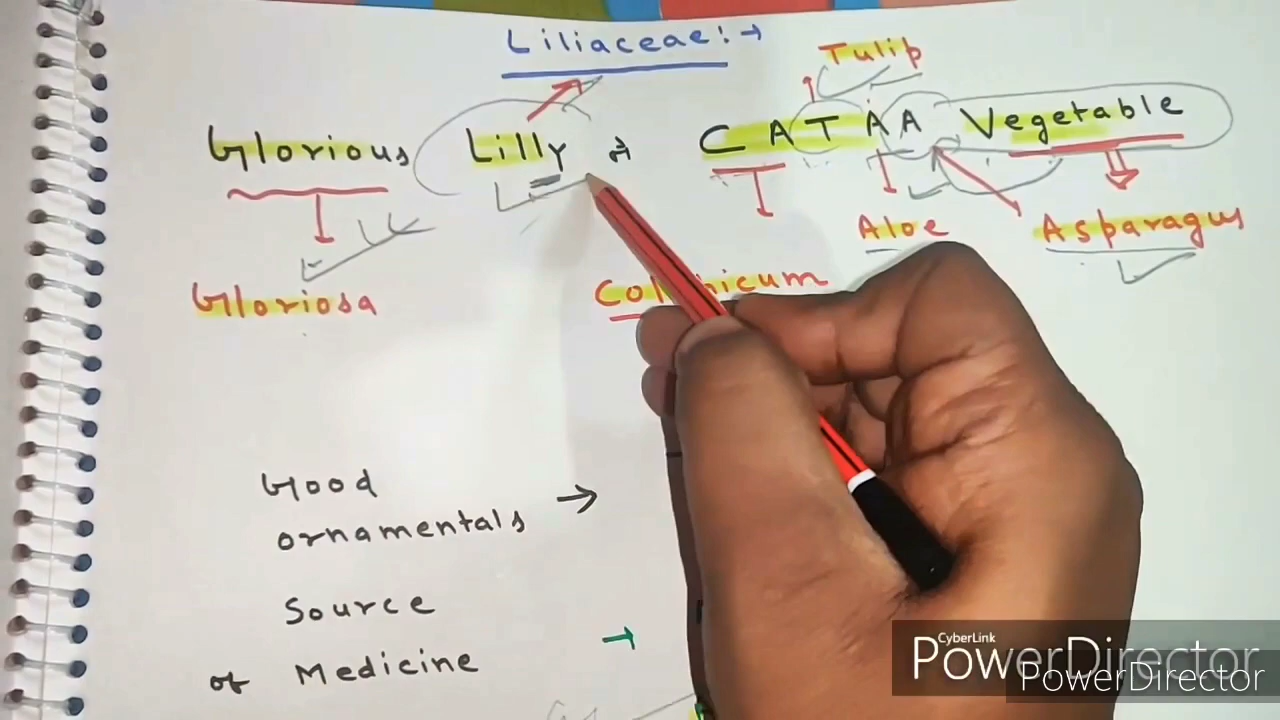 Liliaceae:→
Tulip
Glorious Lilly ने CATAA Vegetable
Aloe Asparagus
Gloriosa
Good
ornamentals →
Source
of Medicine →
CyberLink
PowerDirector
PowerDirector